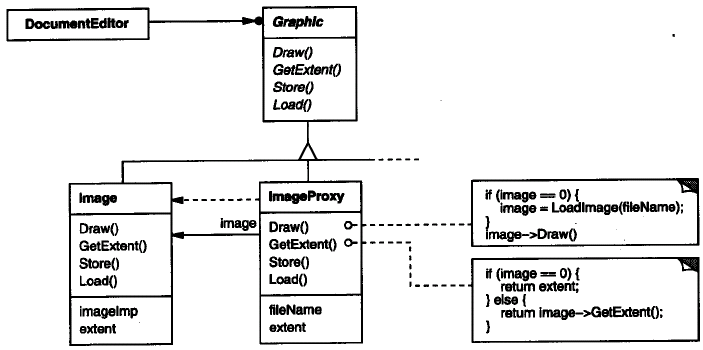 DocumentEditor
Graphic
Draw()
GetExtent()
Store()
Load()
Image
Draw()
GetExtent()
Store()
Load()
imageImp
extent
image
ImageProxy
Draw()
GetExtent()
Store()
Load()
fileName
extent
if (image == 0) {
image = LoadImage(fileName);
}
image->Draw()
if (image == 0) {
return extent;
} else {
return image->GetExtent();
}